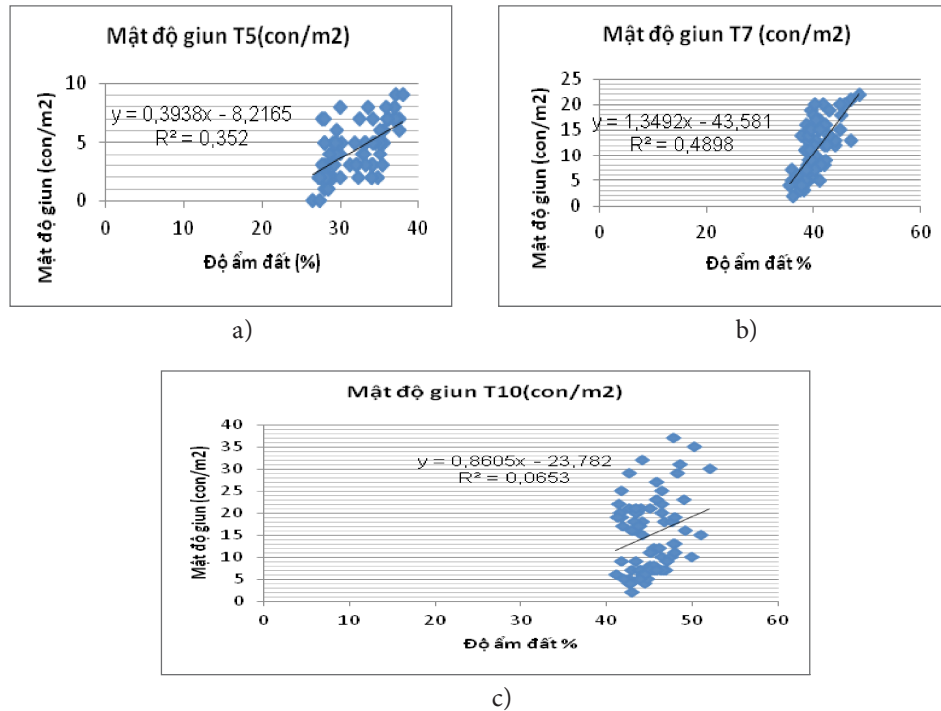 Mật độ giun T5(con/m2)
Mật độ giun (con/m2)
10
5
0
y = 0,3938x - 8,2165
R² = 0,352
0 10 20 30 40
Độ ẩm đất (%)
a)
Mật độ giun T7 (con/m2)
Mật độ giun (con/m2)
25
20
15
10
5
0
y = 1,3492x - 43,581
R² = 0,4898
0 20 40 60
Độ ẩm đất %
b)
Mật độ giun T10(con/m2)
Mật độ giun (con/m2)
40
35
30
25
20
15
10
5
0
y = 0,8605x - 23,782
R² = 0,0653
0 10 20 30 40 50 60
Độ ẩm đất %
c)